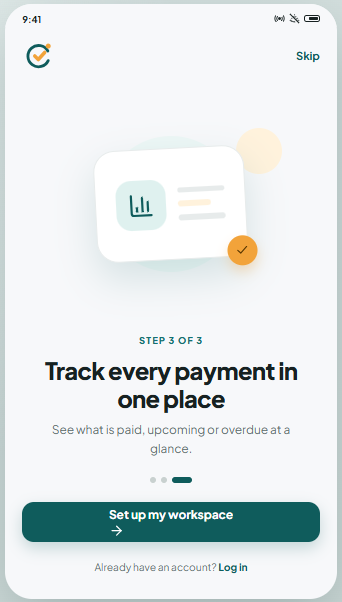 9:41
Skip
STEP 3 OF 3
Track every payment in
one place
See what is paid, upcoming or overdue at a
glance.
Set up my workspace
→
Already have an account? Log in